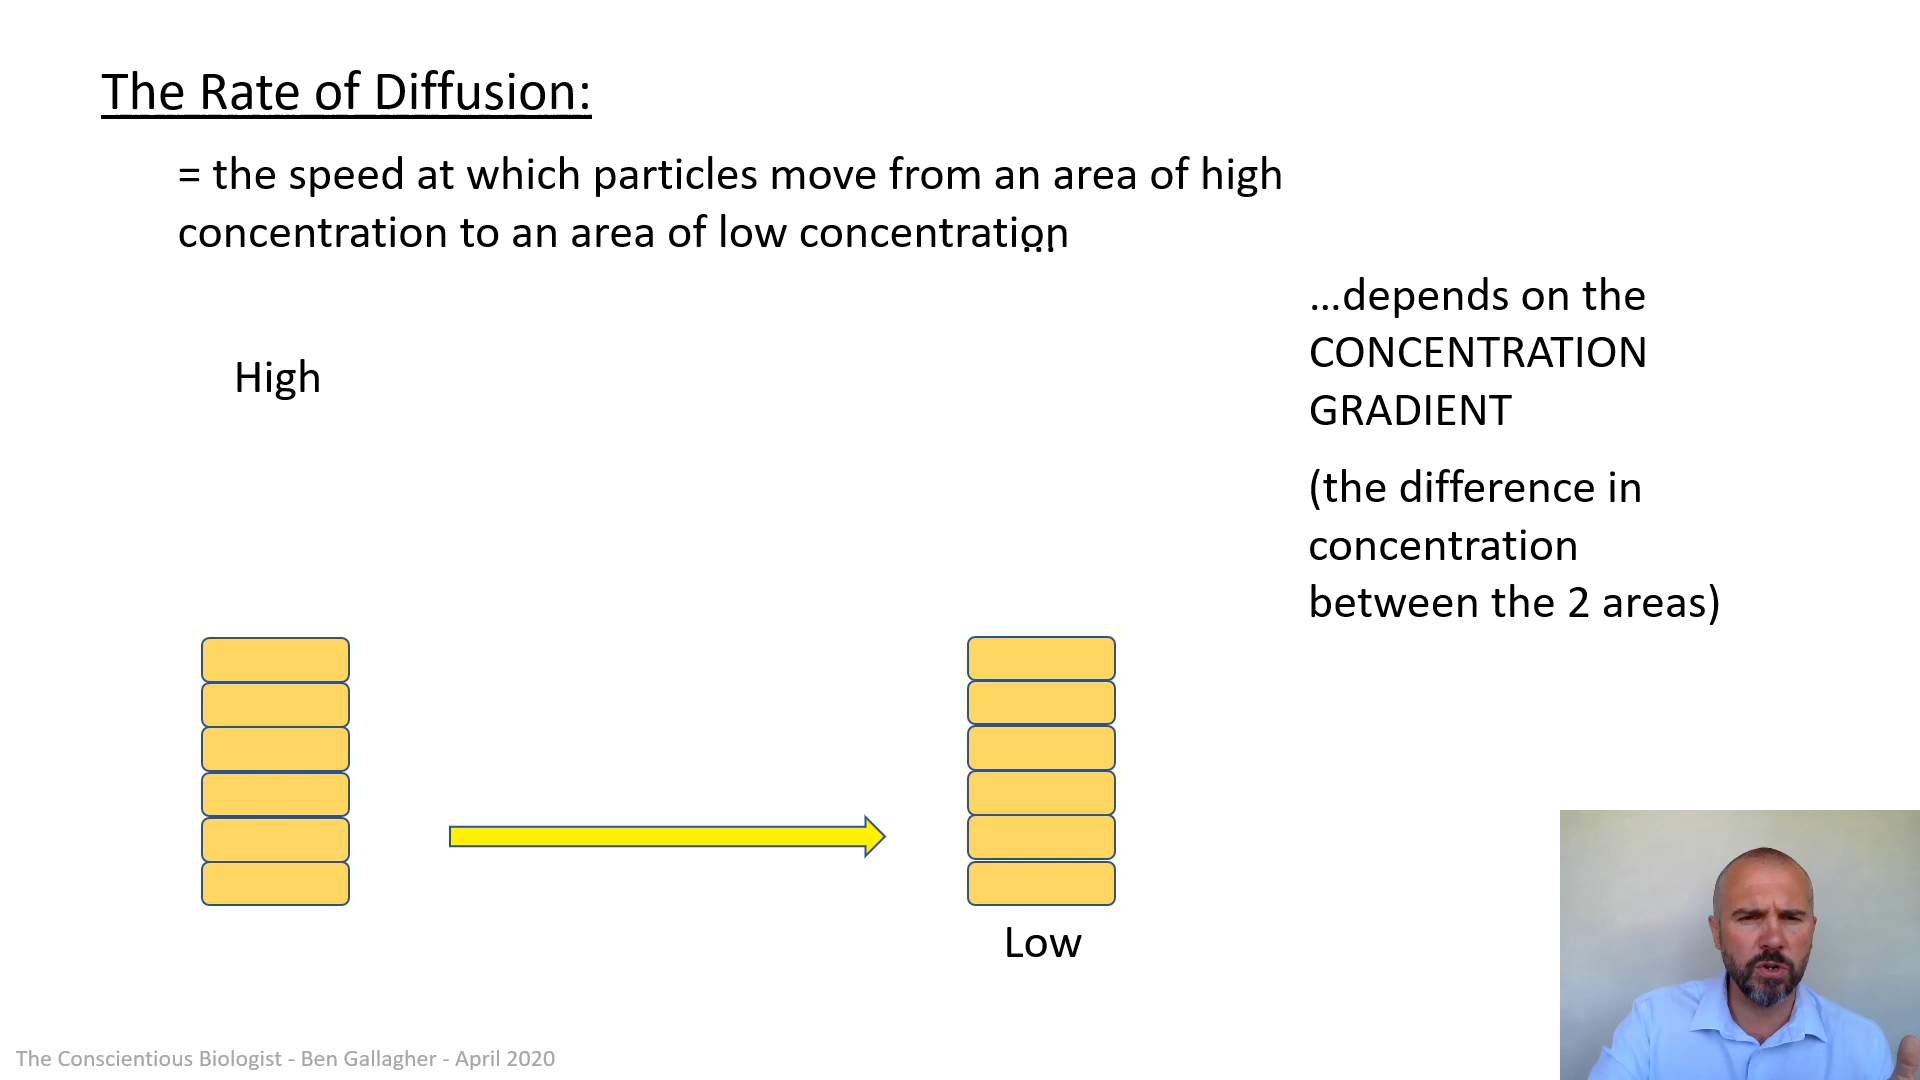 The Rate of Diffusion:
= the speed at which particles move from an area of high
concentration to an area of low concentration
...
...depends on the
CONCENTRATION
GRADIENT
(the difference in
concentration
between the 2 areas)
High
Low
The Conscientious Biologist - Ben Gallagher - April 2020